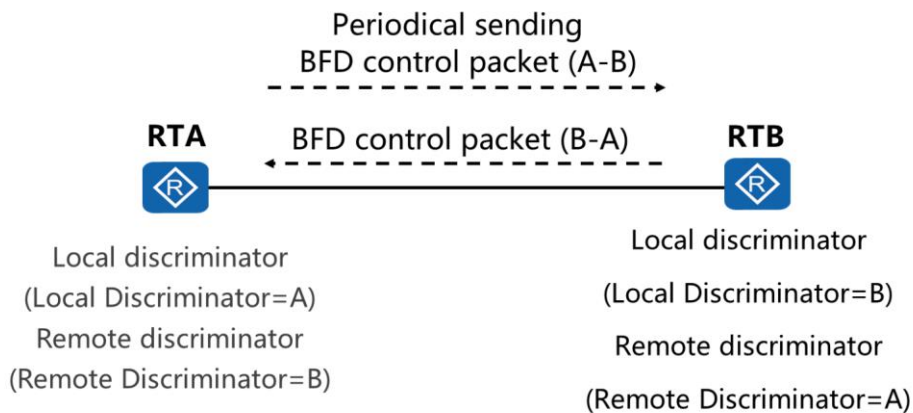 Periodical sending
BFD control packet (A-B)
RTA
BFD control packet (B-A)
RTB
R
R
Local discriminator
(Local Discriminator=A)
Remote discriminator
(Remote Discriminator=B)
Local discriminator
(Local Discriminator=B)
Remote discriminator
(Remote Discriminator=A)